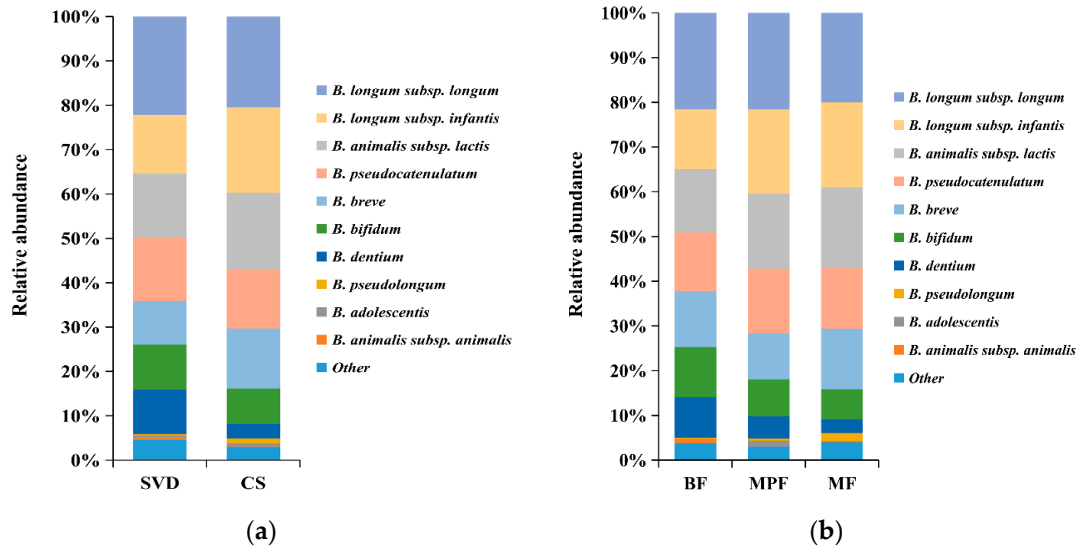 Relative abundance
100%
90%
80%
70%
60%
50%
40%
30%
20%
10%
0%
SVD
CS
B. longum subsp. longum
B. longum subsp. infantis
B. animalis subsp. lactis
B. pseudocatenulatum
B. breve
B. bifidum
B. dentium
B. pseudolongum
B. adolescentis
B. animalis subsp. animalis
Other
(a)
Relative abundance
100%
90%
80%
70%
60%
50%
40%
30%
20%
10%
0%
BF
MPF
MF
B. longum subsp. longum
B. longum subsp. infantis
B. animalis subsp. lactis
B. pseudocatenulatum
B. breve
B. bifidum
B. dentium
B. pseudolongum
B. adolescentis
B. animalis subsp. animalis
Other
(b)